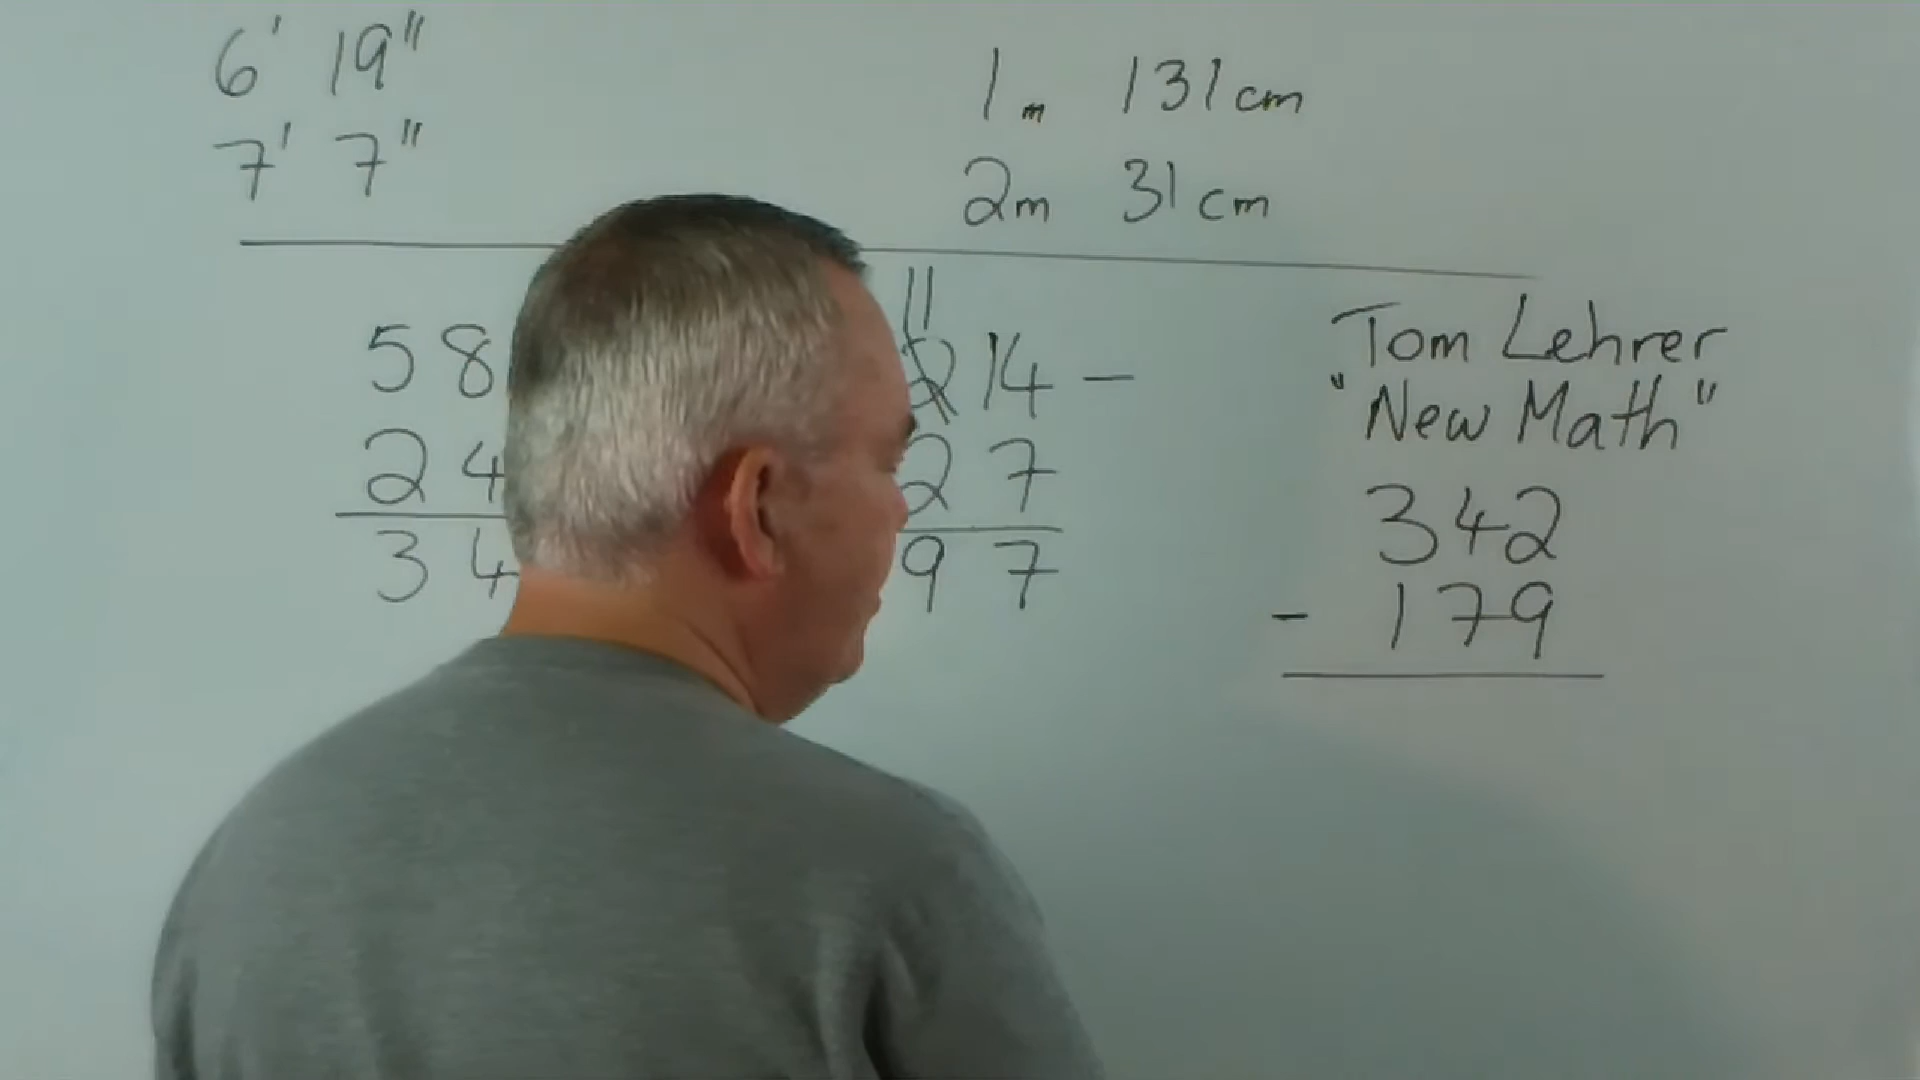 6' 19"
7' 7"
1m 131cm
2m 31cm
11
58 214 -
24 27
34 97
Tom Lehrer
"New Math"
342
- 179